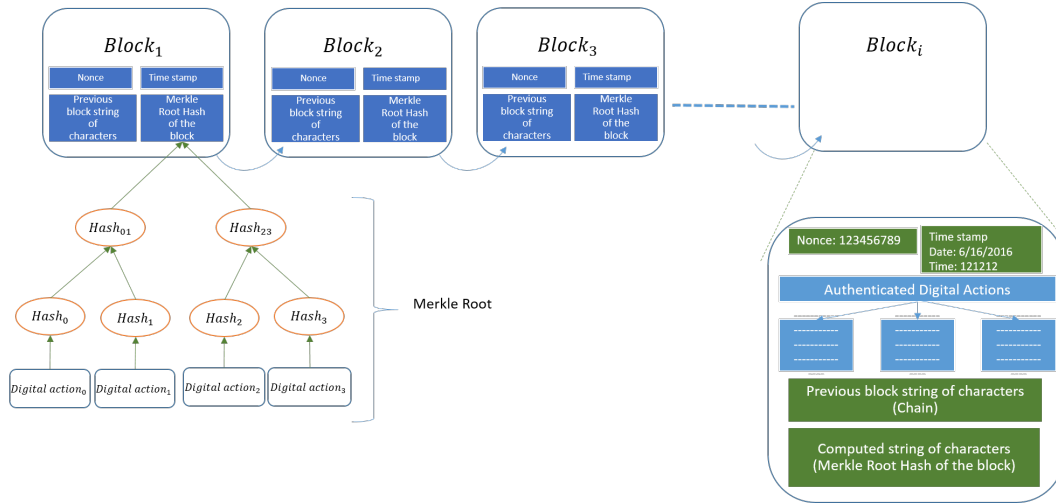 Block₁
Nonce
Time stamp
Previous
block string
of
characters
Merkle
Root Hash
of the
block
Block₂
Nonce
Time stamp
Previous
block string
of
characters
Merkle
Root Hash
of the
block
Block₃
Nonce
Time stamp
Previous
block string
of
characters
Merkle
Root Hash
of the
block
Blockᵢ
Hash₀₁
Hash₂₃
Hash₀
Hash₁
Hash₂
Hash₃
Digital action₀
Digital action₁
Digital action₂
Digital action₃
Merkle Root
Nonce: 123456789
Time stamp
Date: 6/16/2016
Time: 121212
Authenticated Digital Actions
Previous block string of characters
(Chain)
Computed string of characters
(Merkle Root Hash of the block)